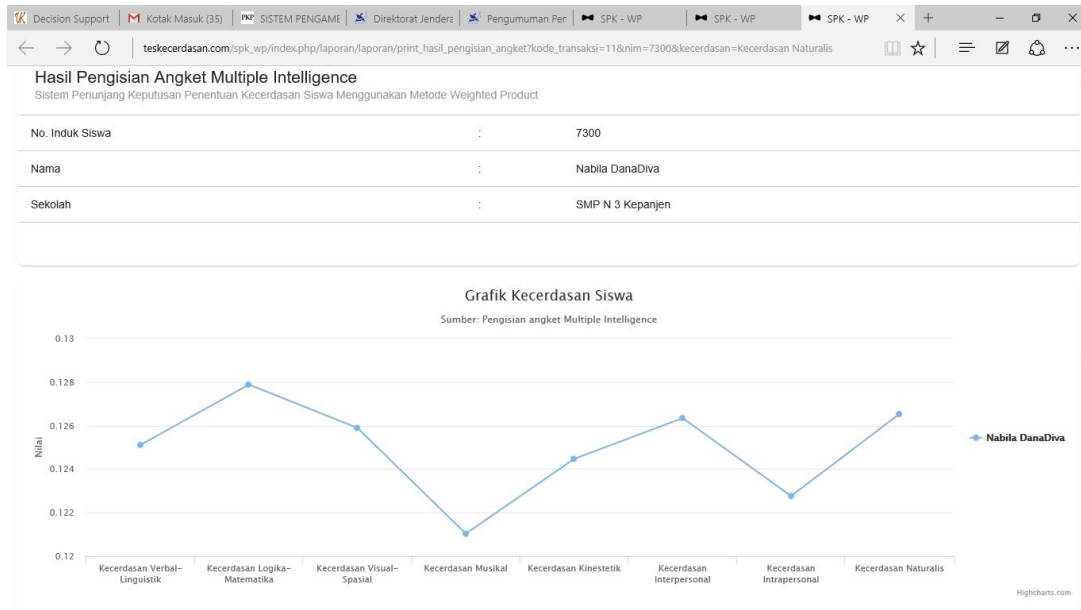 Decision Support
Kotak Masuk (35)
PKP SISTEM PENGAME
Direktorat Jendera
Pengumuman Per
SPK - WP
SPK - WP
SPK - WP
teskecerdasan.com/spk_wp/index.php/laporan/laporan/print_hasil_pengisian_angket?kode_transaksi=11&nim=7300&kecerdasan=Kecerdasan Naturalis
Hasil Pengisian Angket Multiple Intelligence
Sistem Penunjang Keputusan Penentuan Kecerdasan Siswa Menggunakan Metode Weighted Product
No. Induk Siswa : 7300
Nama : Nabila DanaDiva
Sekolah : SMP N 3 Kepanjen
Grafik Kecerdasan Siswa
Sumber: Pengisian angket Multiple Intelligence
0.13
0.128
0.126
0.124
0.122
0.12
Nilai
Nabila DanaDiva
Kecerdasan Verbal-
Linguistik
Kecerdasan Logika-
Matematika
Kecerdasan Visual-
Spasial
Kecerdasan Musikal
Kecerdasan Kinestetik
Kecerdasan
Interpersonal
Kecerdasan
Intrapersonal
Kecerdasan Naturalis
Highcharts.com